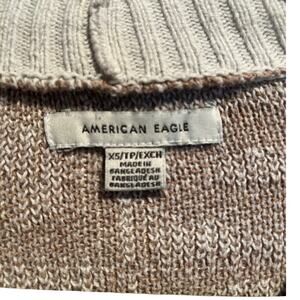 AMERICAN EAGLE
XS/TP/EXCH
MADE IN
BANGLADESH
FABRIQUÉ AU
BANGLADESH